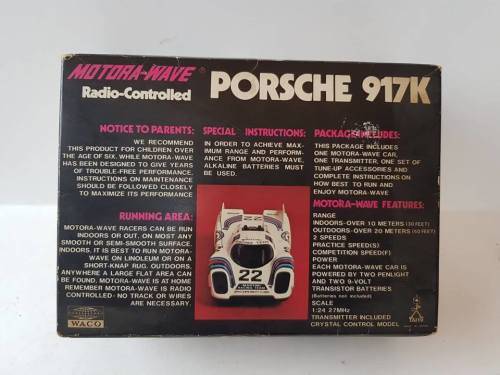 MOTORA-WAVE®
Radio-Controlled
PORSCHE 917K
NOTICE TO PARENTS:
WE RECOMMEND
THIS PRODUCT FOR CHILDREN OVER
THE AGE OF SIX. WHILE MOTORA-WAVE
HAS BEEN DESIGNED TO GIVE YEARS
OF TROUBLE-FREE PERFORMANCE,
INSTRUCTIONS ON MAINTENANCE
SHOULD BE FOLLOWED CLOSELY
TO MAXIMIZE ITS PERFORMANCE
RUNNING AREA:
MOTORA-WAVE RACERS CAN BE RUN
INDOORS OR OUT, ON MOST ANY
SMOOTH OR SEMI-SMOOTH SURFACE.
INDOORS, IT IS BEST TO RUN MOTORA-
WAVE ON LINOLEUM OR ON A
SHORT-KNAP RUG. OUTDOORS,
ANYWHERE A LARGE FLAT AREA CAN
BE FOUND. MOTORA-WAVE IS AT HOME
REMEMBER MOTORA-WAVE IS RADIO
CONTROLLED- NO TRACK OR WIRES
ARE NECESSARY.
WACO
SPECIAL INSTRUCTIONS:
IN ORDER TO ACHIEVE MAX-
IMUM RANGE AND PERFORM-
ANCE FROM MOTORA-WAVE,
ALKALINE BATTERIES MUST
BE USED.
22
PACKAGE INCLUDES:
THIS PACKAGE INCLUDES
ONE MOTORA-WAVE CAR,
ONE TRANSMITTER, ONE SET OF
TUNE-UP ACCESSORIES AND
COMPLETE INSTRUCTIONS ON
HOW BEST TO RUN AND
ENJOY MOTORA-WAVE
MOTORA-WAVE FEATURES:
RANGE
INDOORS-OVER 10 METERS (30 FEET)
OUTDOORS-OVER 20 METERS (60 FEET)
2 SPEEDS
PRACTICE SPEED(S)
COMPETITION SPEED(F)
POWER
EACH MOTORA-WAVE CAR IS
POWERED BY TWO PENLIGHT
AND TWO 9-VOLT
TRANSISTOR BATTERIES
(Batteries not included)
SCALE
1:24 27MHz
TRANSMITTER INCLUDED
CRYSTAL CONTROL MODEL